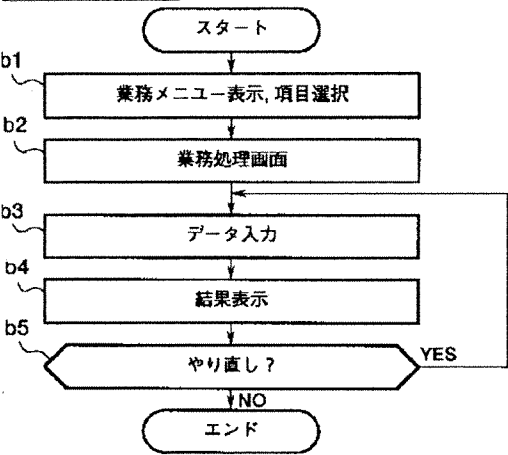 スタート
b1
業務メニュー表示,項目選択
b2
業務処理画面
b3
データ入力
b4
結果表示
b5
やり直し?
YES
NO
エンド